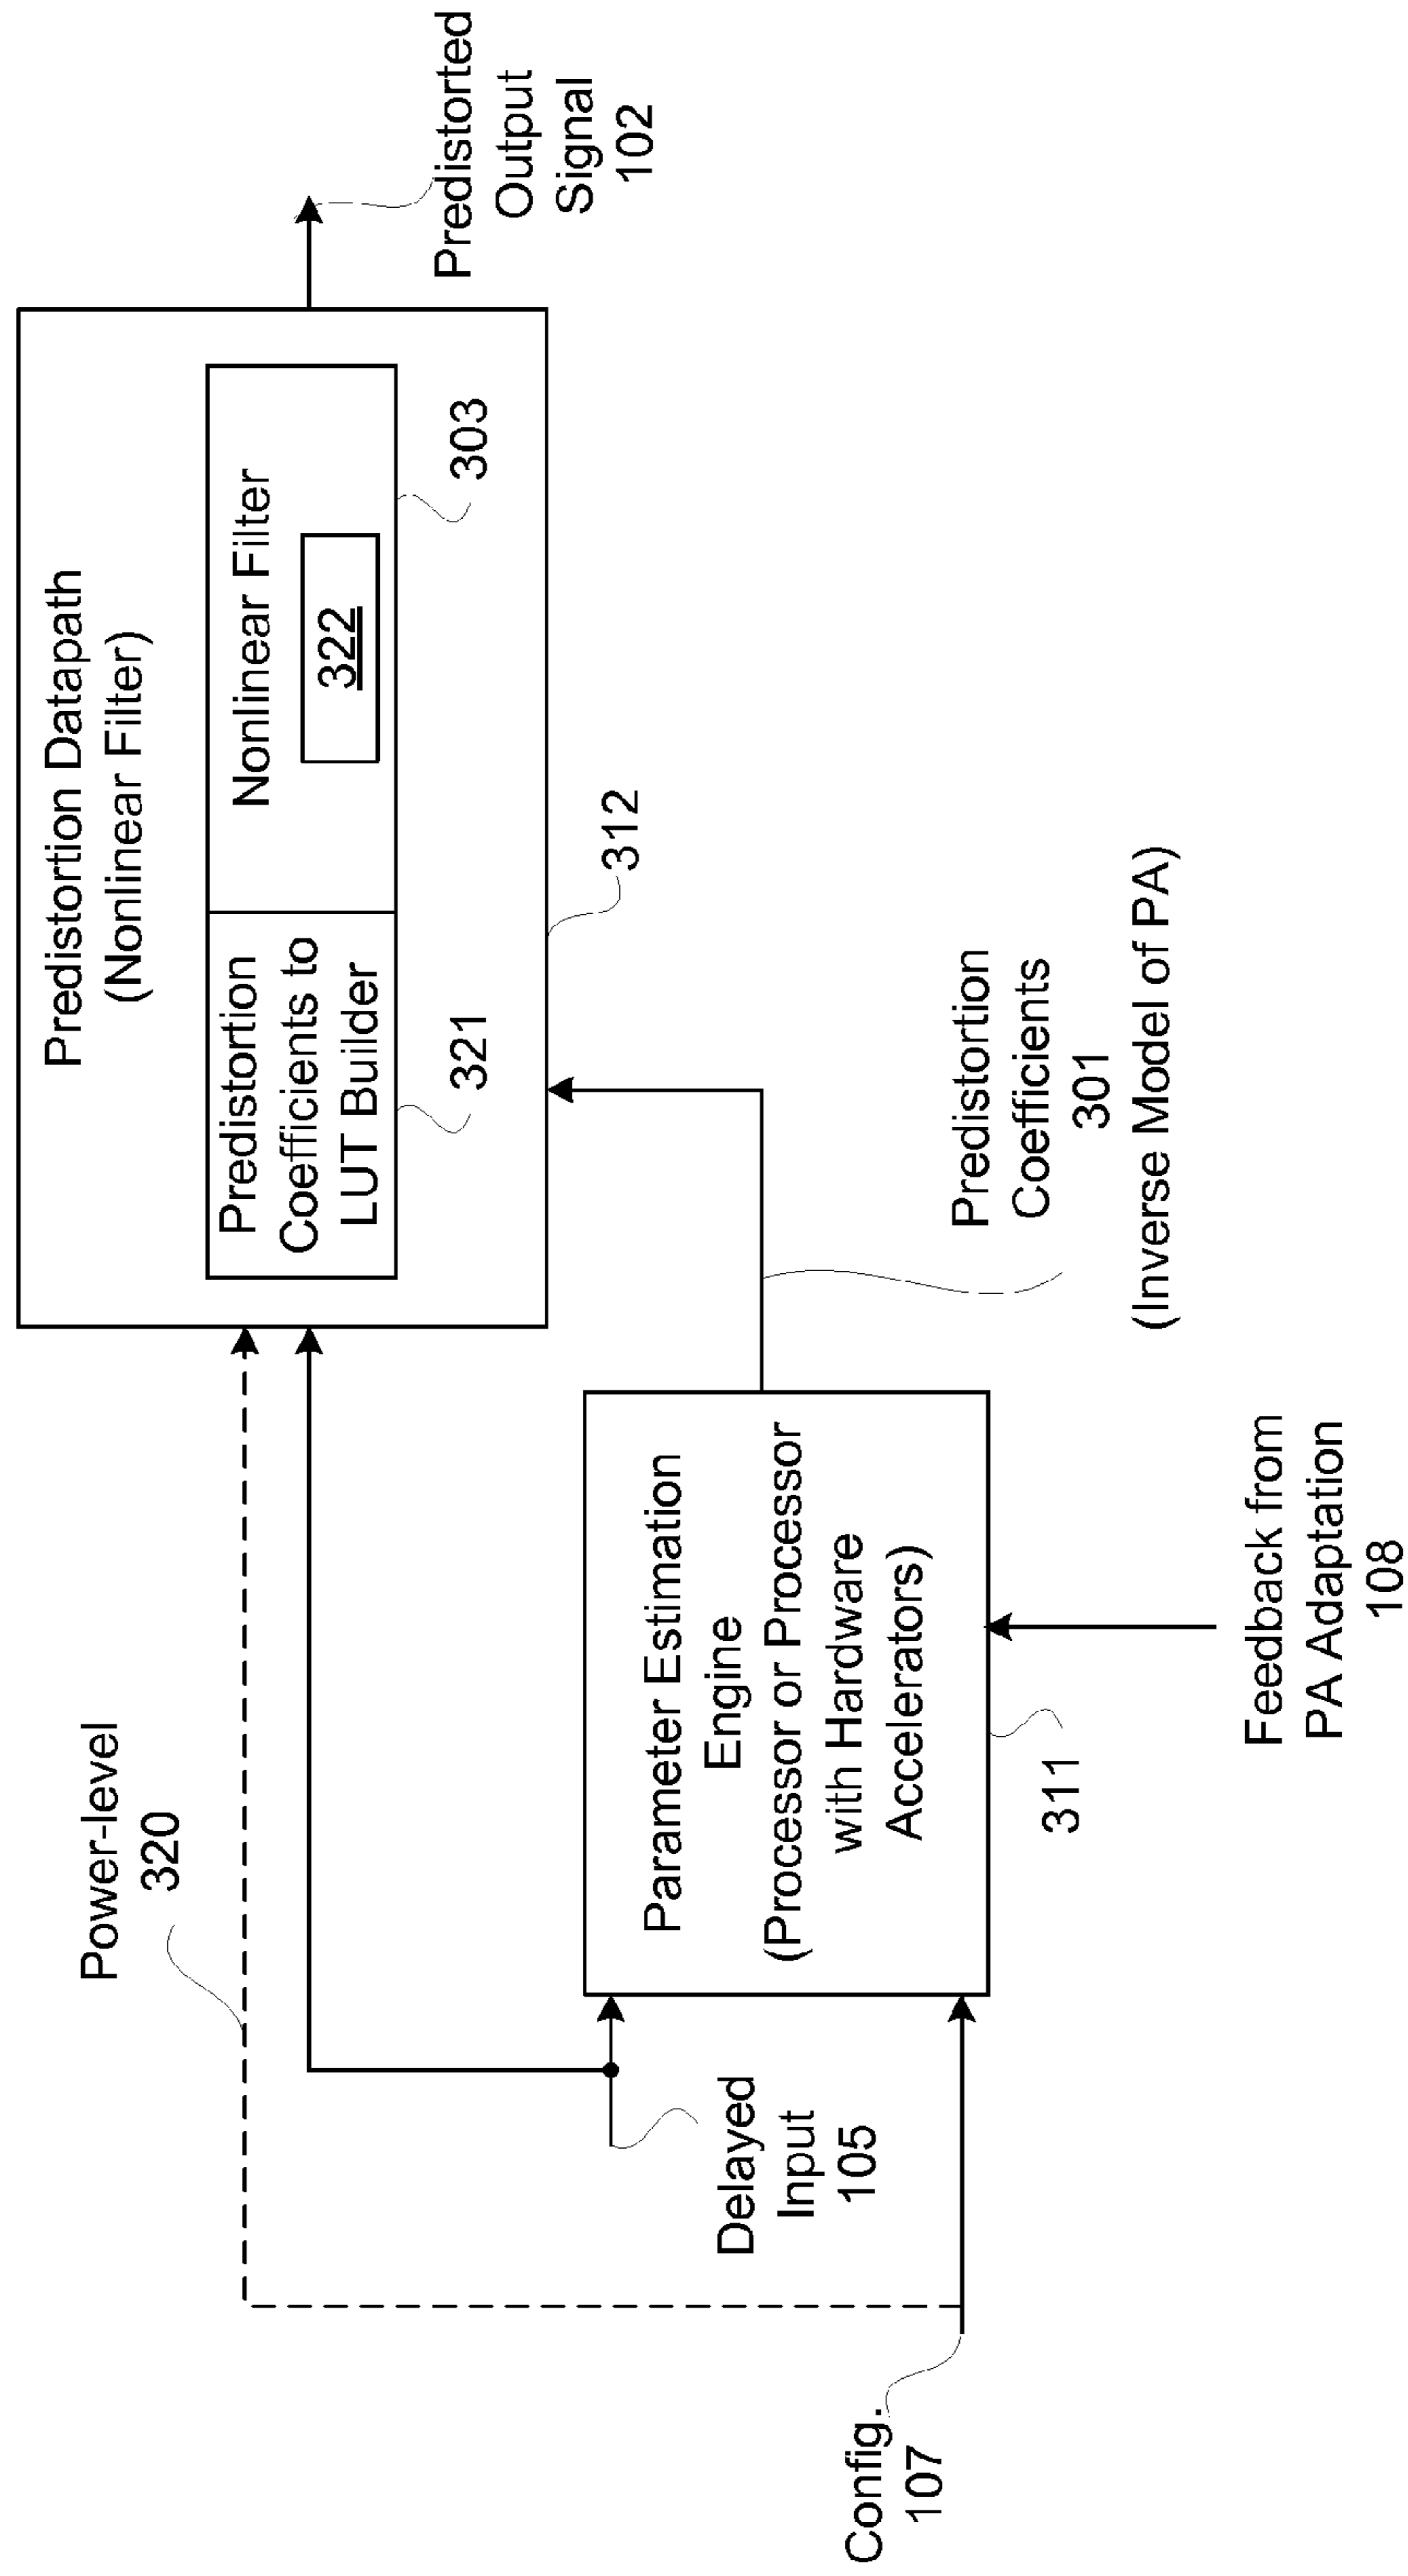 Predistortion Datapath
(Nonlinear Filter)
Predistortion
Coefficients to
LUT Builder
321
Nonlinear Filter
322
303
312
Predistorted
Output
Signal
102
Power-level
320
Delayed
Input
105
Config.
107
Parameter Estimation
Engine
(Processor or Processor
with Hardware
Accelerators)
311
Feedback from
PA Adaptation
108
Predistortion
Coefficients
301
(Inverse Model of PA)